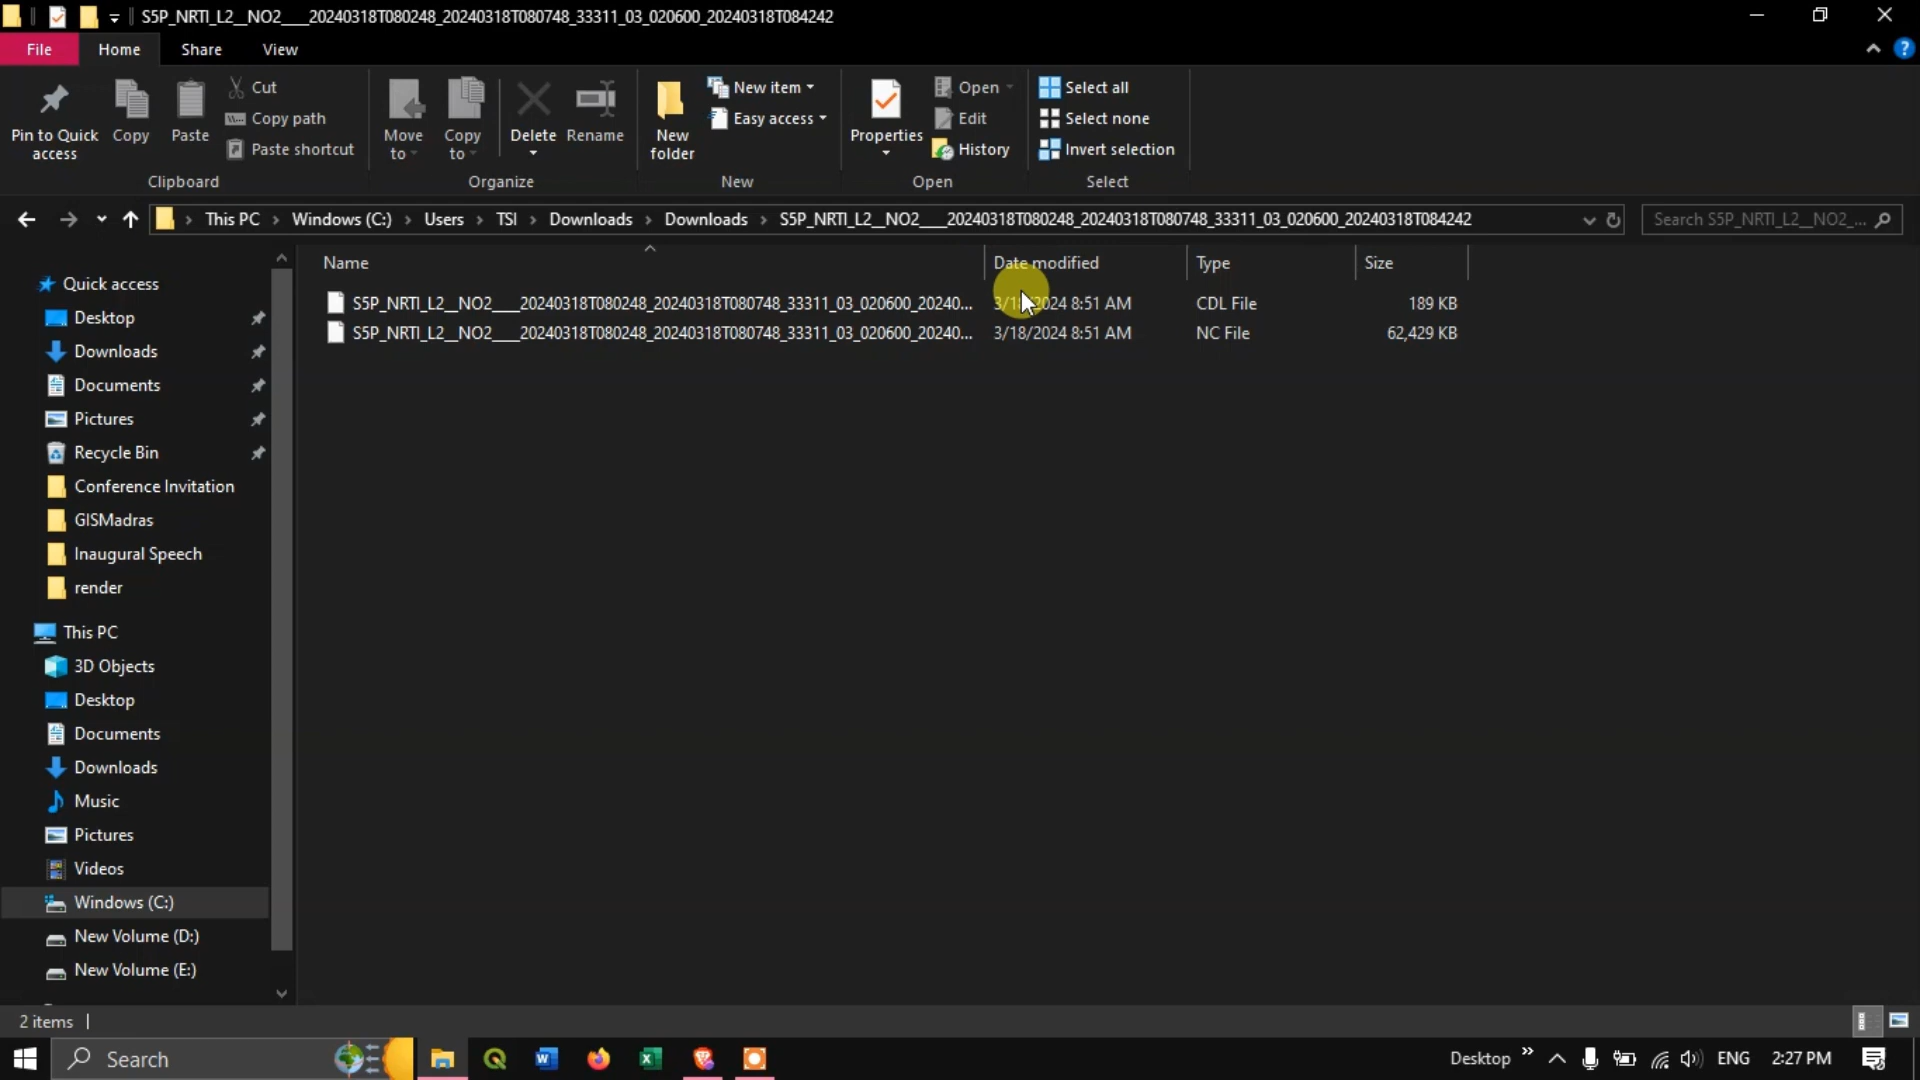 S5P_NRTI_L2__NO2____20240318T080248_20240318T080748_33311_03_020600_20240318T084242
File Home Share View
Pin to Quick access
Copy
Paste
Cut
Copy path
Paste shortcut
Clipboard
Move to
Copy to
Delete
Rename
Organize
New folder
New item
Easy access
New
Properties
Open
Edit
History
Open
Select all
Select none
Invert selection
Select
This PC > Windows (C:) > Users > TSI > Downloads > Downloads > S5P_NRTI_L2__NO2____20240318T080248_20240318T080748_33311_03_020600_20240318T084242
Search S5P_NRTI_L2__NO2_...
Name Date modified Type Size
S5P_NRTI_L2__NO2____20240318T080248_20240318T080748_33311_03_020600_20240... 3/18/2024 8:51 AM CDL File 189 KB
S5P_NRTI_L2__NO2____20240318T080248_20240318T080748_33311_03_020600_20240... 3/18/2024 8:51 AM NC File 62,429 KB
Quick access
Desktop
Downloads
Documents
Pictures
Recycle Bin
Conference Invitation
GISMadras
Inaugural Speech
render
This PC
3D Objects
Desktop
Documents
Downloads
Music
Pictures
Videos
Windows (C:)
New Volume (D:)
New Volume (E:)
2 items
Search
Desktop
ENG
2:27 PM